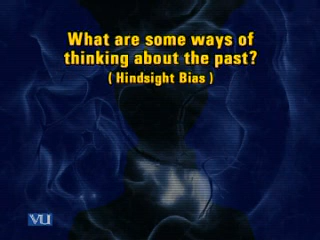 What are some ways of
thinking about the past?
( Hindsight Bias )
VU